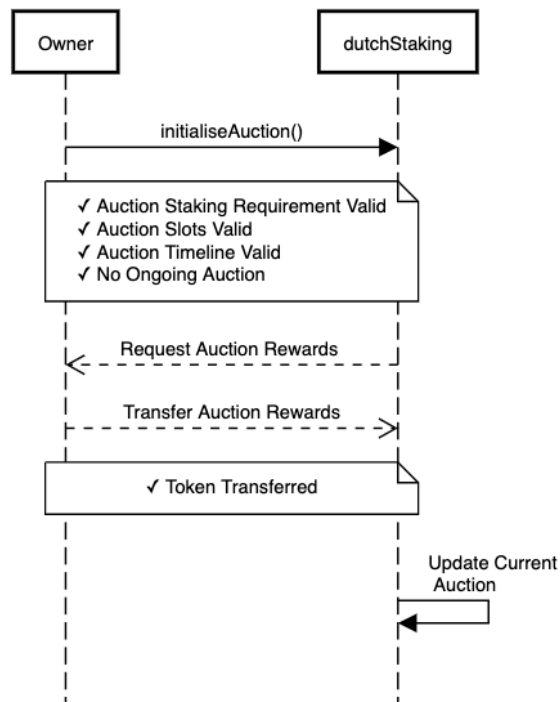 Owner
dutchStaking
initialiseAuction()
✓ Auction Staking Requirement Valid
✓ Auction Slots Valid
✓ Auction Timeline Valid
✓ No Ongoing Auction
Request Auction Rewards
Transfer Auction Rewards
✓ Token Transferred
Update Current
Auction